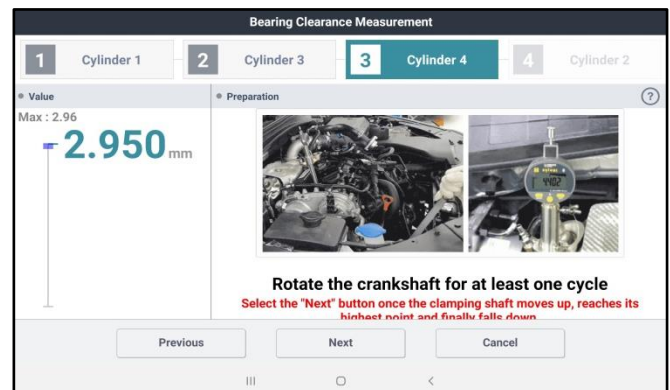 Bearing Clearance Measurement
1 Cylinder 1 2 Cylinder 3 3 Cylinder 4 4 Cylinder 2
Value
Preparation
?
Max : 2.96
2.950 mm
Rotate the crankshaft for at least one cycle
Select the "Next" button once the clamping shaft moves up, reaches its
highest point and finally falls down
Previous Next Cancel